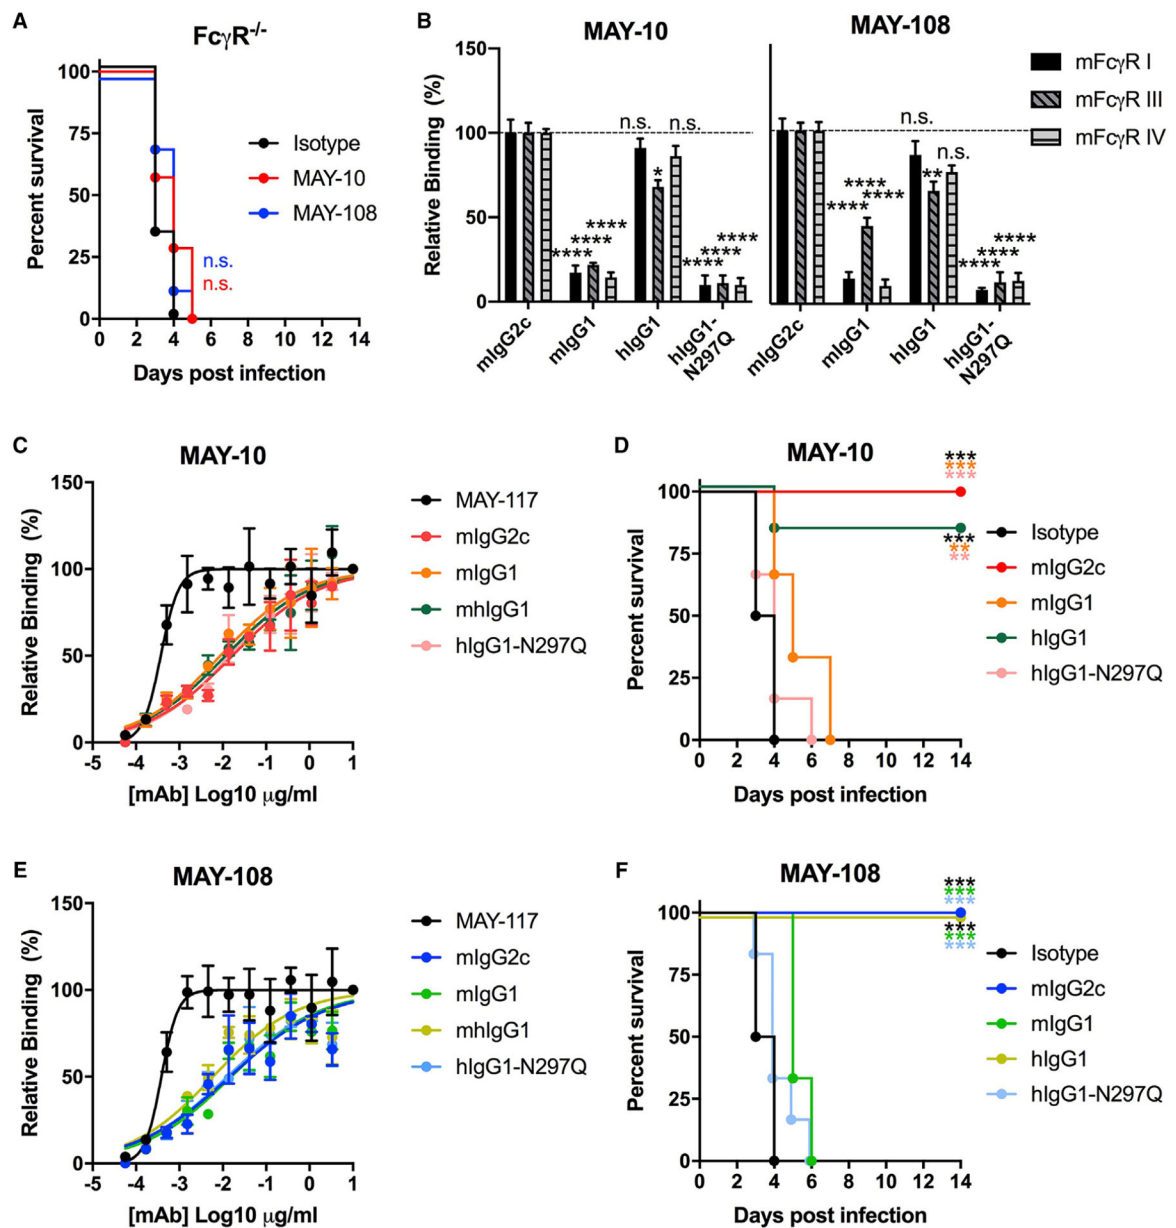 A
FcγR-/-
Percent survival
100
75
50
25
0
0 2 4 6 8 10 12 14
Days post infection
Isotype
MAY-10
MAY-108
n.s.
n.s.
B
MAY-10
MAY-108
Relative Binding (%)
150
100
50
0
n.s.
n.s.
*
****
****
****
****
****
****
mIgG2c
mIgG1
hIgG1
hIgG1-
N297Q
n.s.
**
****
****
****
****
****
****
mIgG2c
mIgG1
hIgG1
hIgG1-
N297Q
mFcγR I
mFcγR III
mFcγR IV
C
MAY-10
Relative Binding (%)
150
100
50
0
-5 -4 -3 -2 -1 0 1
[mAb] Log10 μg/ml
MAY-117
mIgG2c
mIgG1
mhIgG1
hIgG1-N297Q
D
MAY-10
Percent survival
100
75
50
25
0
0 2 4 6 8 10 12 14
Days post infection
***
***
***
***
**
**
Isotype
mIgG2c
mIgG1
hIgG1
hIgG1-N297Q
E
MAY-108
Relative Binding (%)
150
100
50
0
-5 -4 -3 -2 -1 0 1
[mAb] Log10 μg/ml
MAY-117
mIgG2c
mIgG1
mhIgG1
hIgG1-N297Q
F
MAY-108
Percent survival
100
75
50
25
0
0 2 4 6 8 10 12 14
Days post infection
***
***
***
***
***
***
Isotype
mIgG2c
mIgG1
hIgG1
hIgG1-N297Q